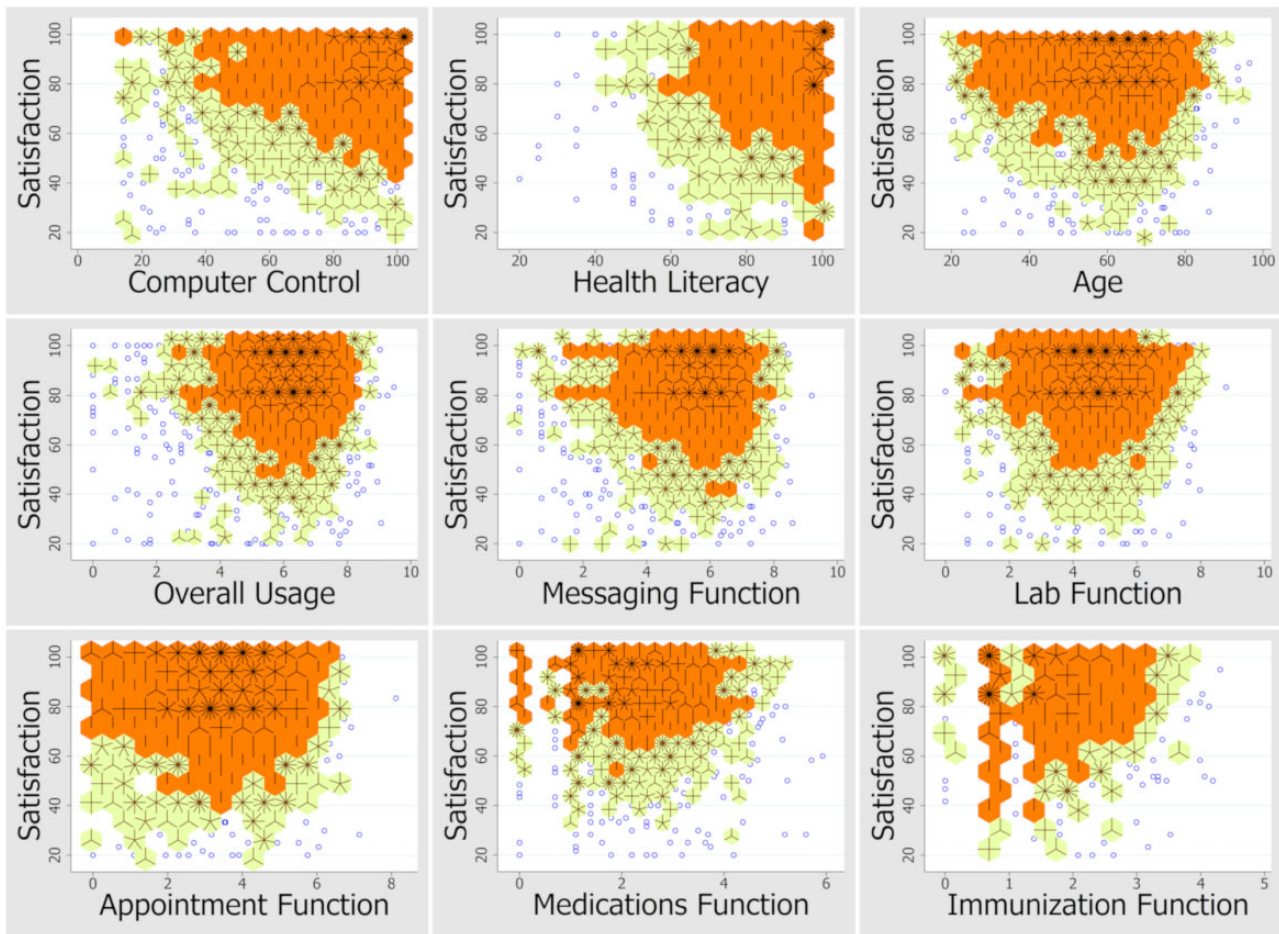 Satisfaction
100
80
60
40
20
0 20 40 60 80 100
Computer Control
Satisfaction
100
80
60
40
20
20 40 60 80 100
Health Literacy
Satisfaction
100
80
60
40
20
20 40 60 80 100
Age
Satisfaction
100
80
60
40
20
0 2 4 6 8 10
Overall Usage
Satisfaction
100
80
60
40
20
0 2 4 6 8 10
Messaging Function
Satisfaction
100
80
60
40
20
0 2 4 6 8 10
Lab Function
Satisfaction
100
80
60
40
20
0 2 4 6 8
Appointment Function
Satisfaction
100
80
60
40
20
0 2 4 6
Medications Function
Satisfaction
100
80
60
40
20
0 1 2 3 4 5
Immunization Function